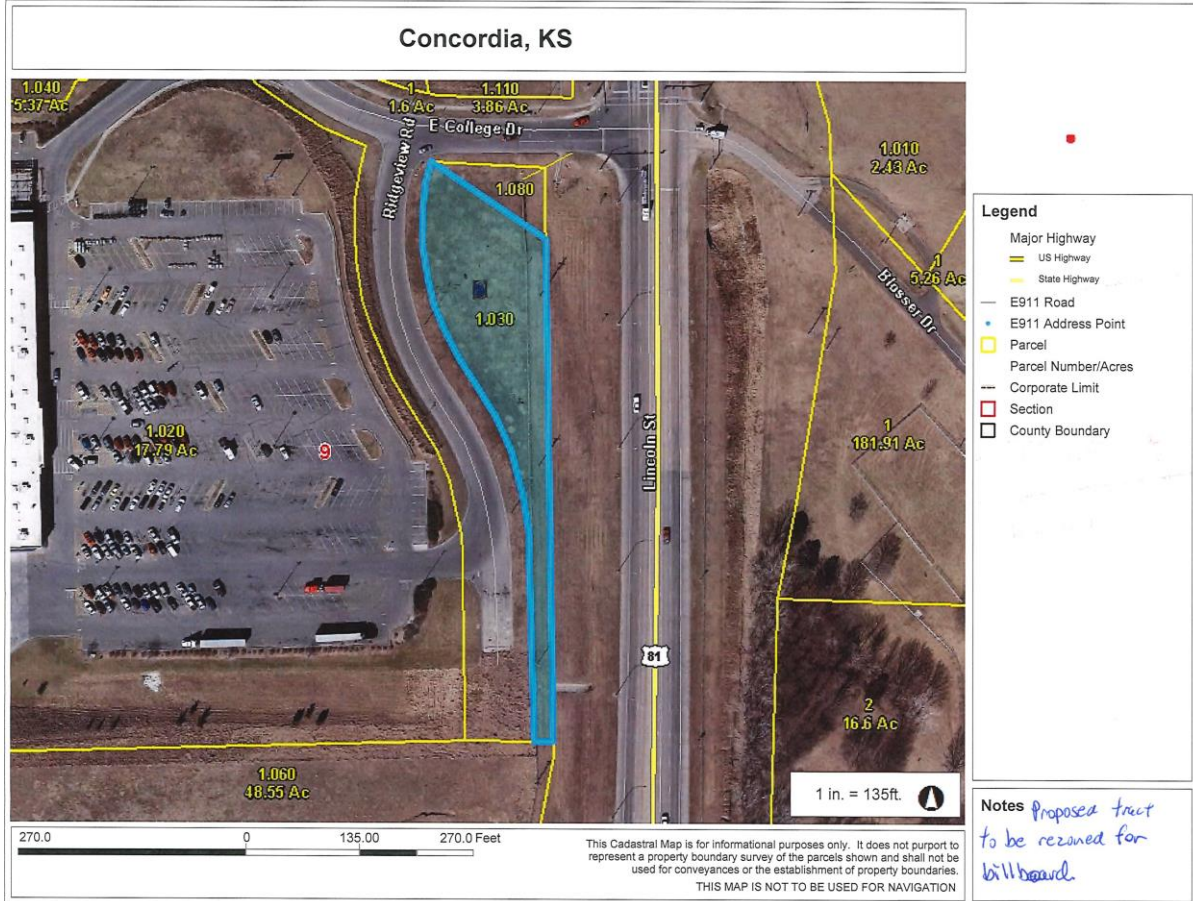 Concordia, KS
1.040
5.37 Ac
1
1.6 Ac
1.110
3.86 Ac
E College Dr
Ridgeview Rd
1.080
1.010
2.43 Ac
1
5.26 Ac
Blosser Dr
1.030
1.020
17.79 Ac
9
Lincoln St
1
181.91 Ac
81
2
16.6 Ac
1.060
48.55 Ac
1 in. = 135ft.
Legend
Major Highway
US Highway
State Highway
E911 Road
E911 Address Point
Parcel
Parcel Number/Acres
Corporate Limit
Section
County Boundary
270.0 0 135.00 270.0 Feet
This Cadastral Map is for informational purposes only. It does not purport to
represent a property boundary survey of the parcels shown and shall not be
used for conveyances or the establishment of property boundaries.
THIS MAP IS NOT TO BE USED FOR NAVIGATION
Notes Proposed tract
to be rezoned for
billboard.